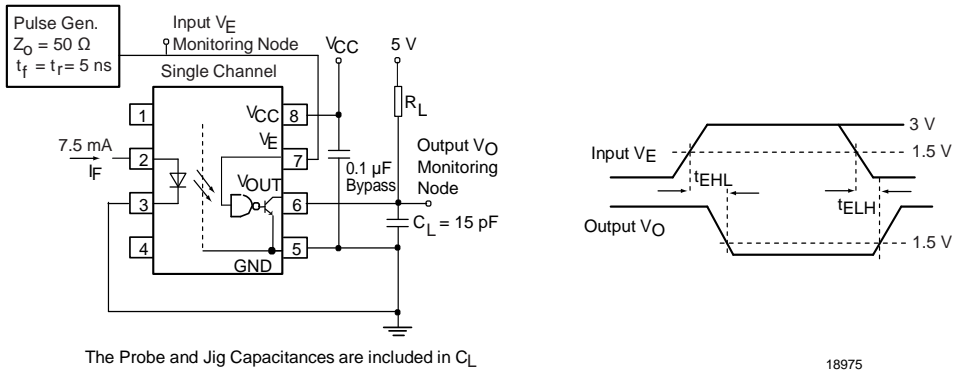 Pulse Gen.
Zo = 50 Ω
tf = tr= 5 ns
Input VE
Monitoring Node
Single Channel
VCC
5 V
RL
1
2
3
4
VCC
8
VE
7
VOUT
6
GND
5
7.5 mA
IF
0.1 µF
Bypass
Output VO
Monitoring
Node
CL = 15 pF
The Probe and Jig Capacitances are included in CL
Input VE
3 V
1.5 V
tEHL
tELH
Output VO
1.5 V
18975